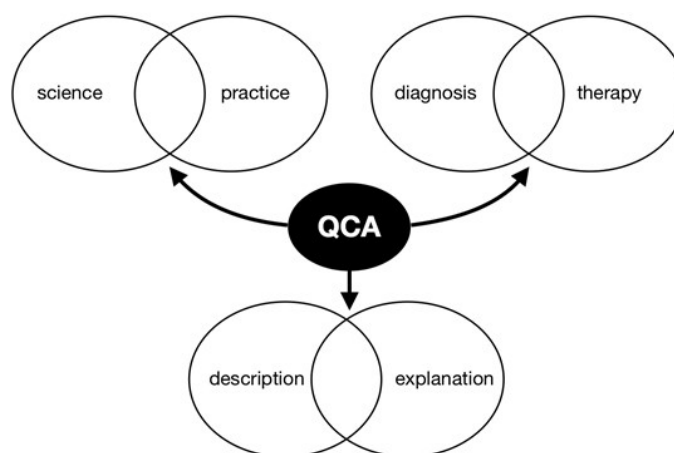 science practice
diagnosis therapy
QCA
description explanation